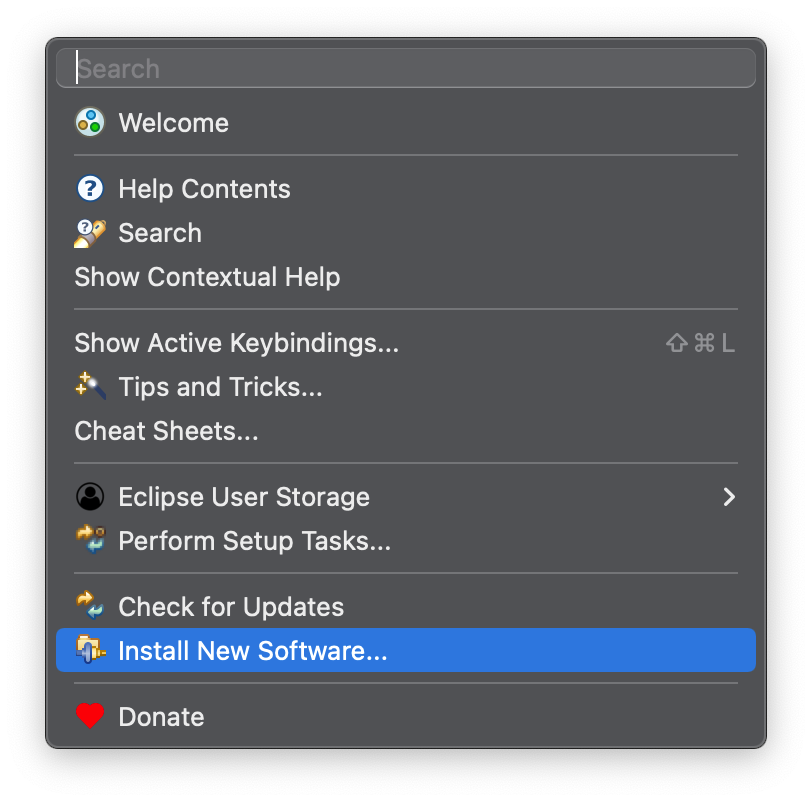 Search
Welcome
Help Contents
Search
Show Contextual Help
Show Active Keybindings... ⇧⌘L
Tips and Tricks...
Cheat Sheets...
Eclipse User Storage
Perform Setup Tasks...
Check for Updates
Install New Software...
Donate